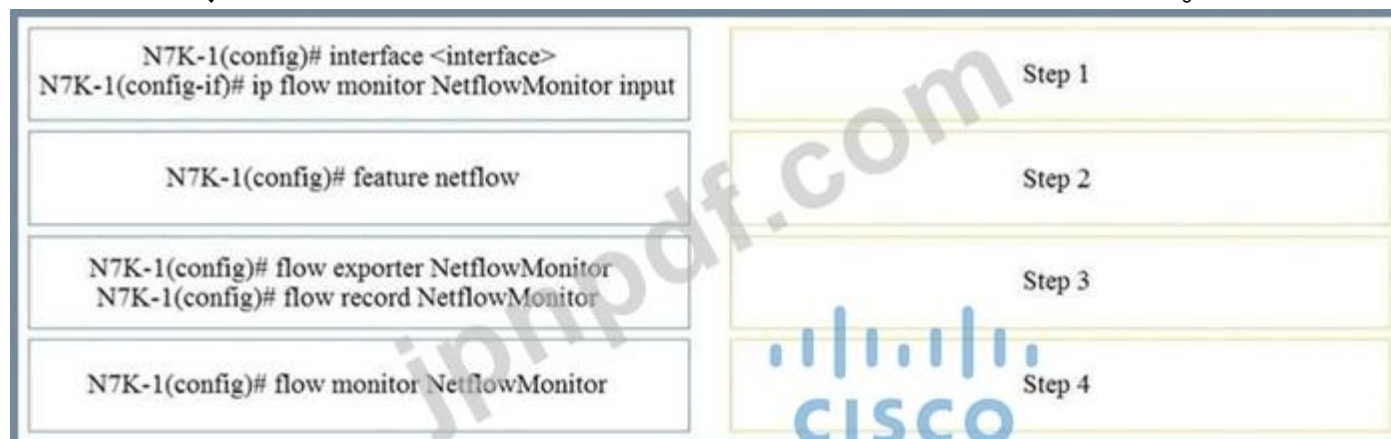 N7K-1(config)# interface <interface>
N7K-1(config-if)# ip flow monitor NetflowMonitor input
N7K-1(config)# feature netflow
N7K-1(config)# flow exporter NetflowMonitor
N7K-1(config)# flow record NetflowMonitor
N7K-1(config)# flow monitor NetflowMonitor
Step 1
Step 2
Step 3
Step 4
jpnpdf.com
CISCO